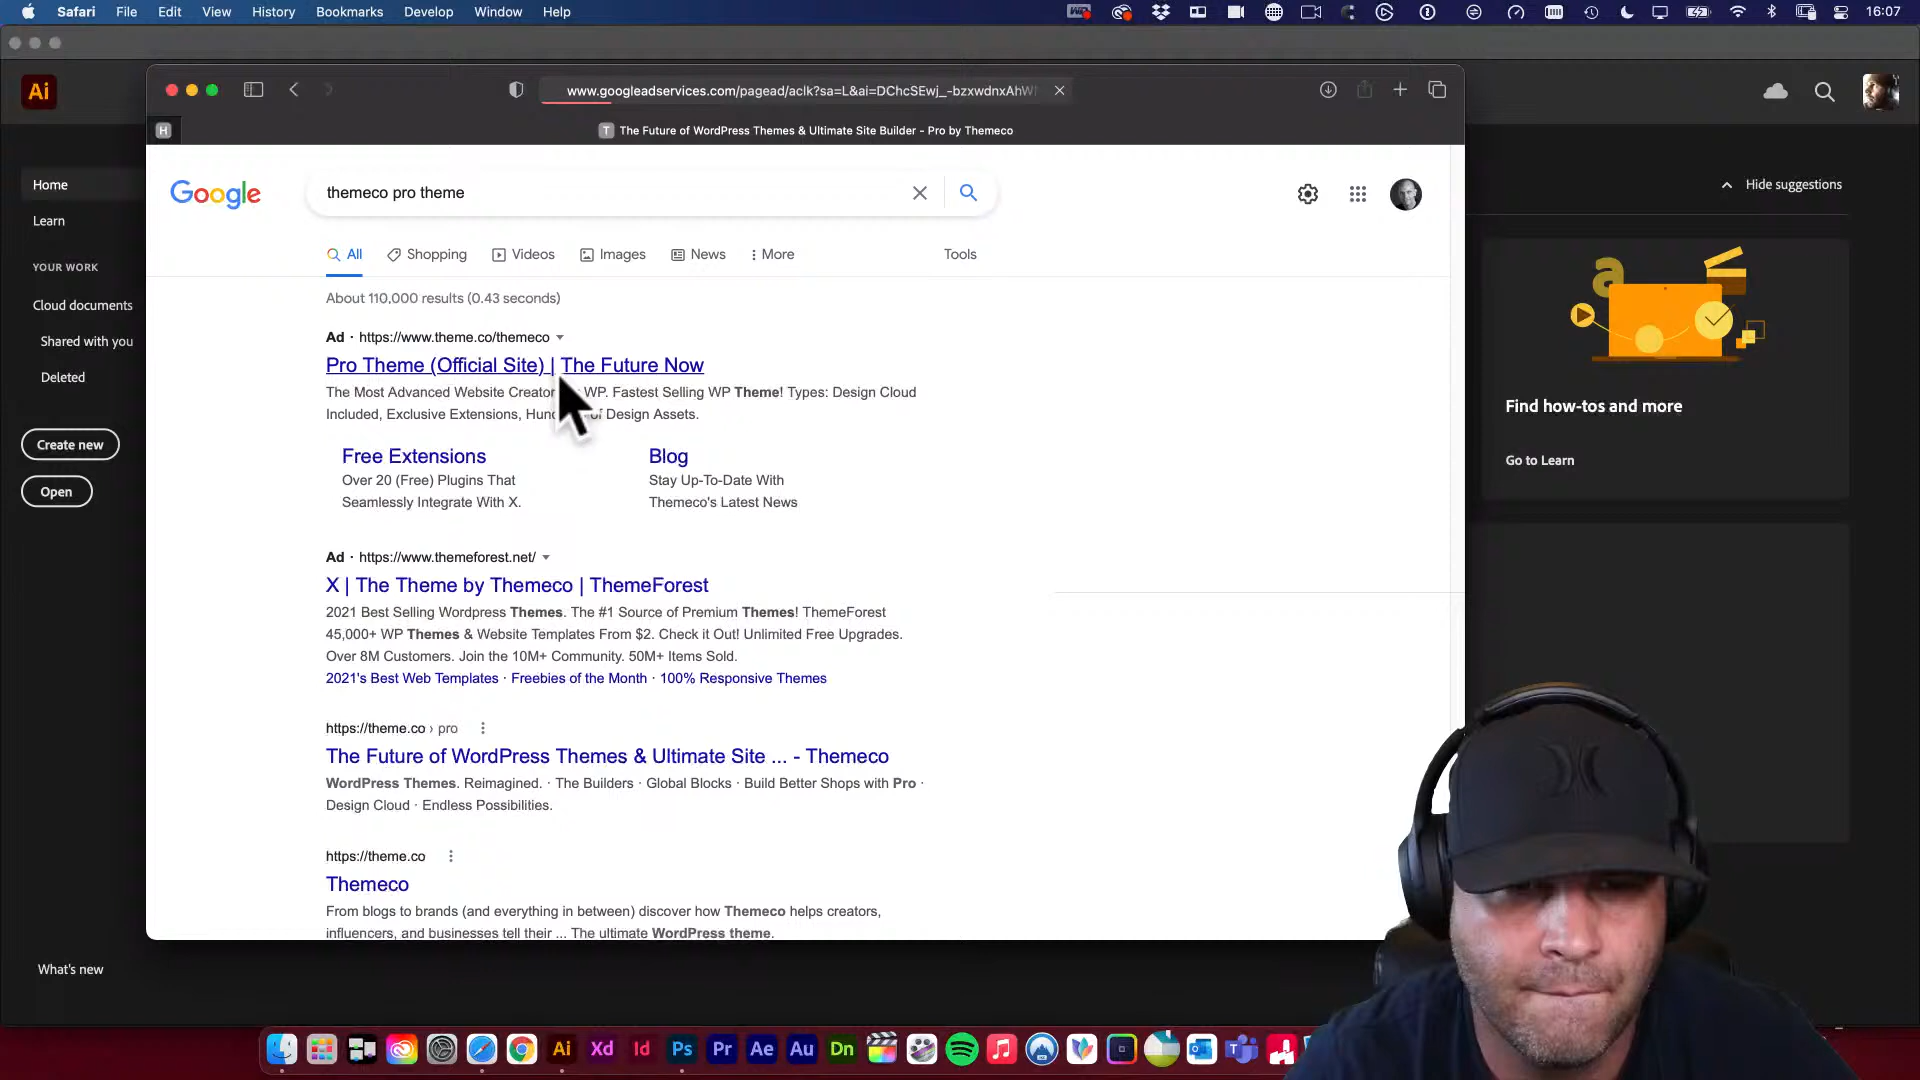 Safari File Edit View History Bookmarks Develop Window Help 16:07
Ai
www.googleadservices.com/pagead/aclk?sa=L&ai=DChcSEwj_-bzxwdnxAhW
H
T The Future of WordPress Themes & Ultimate Site Builder - Pro by Themeco
Home
Learn
YOUR WORK
Cloud documents
Shared with you
Deleted
Create new
Open
What's new
Google
themeco pro theme
All Shopping Videos Images News More Tools
About 110,000 results (0.43 seconds)
Ad · https://www.theme.co/themeco
Pro Theme (Official Site) | The Future Now
The Most Advanced Website Creator WP. Fastest Selling WP Theme! Types: Design Cloud
Included, Exclusive Extensions, of Design Assets.
Free Extensions
Over 20 (Free) Plugins That
Seamlessly Integrate With X.
Blog
Stay Up-To-Date With
Themeco's Latest News
Ad · https://www.themeforest.net/
X | The Theme by Themeco | ThemeForest
2021 Best Selling Wordpress Themes. The #1 Source of Premium Themes! ThemeForest
45,000+ WP Themes & Website Templates From $2. Check it Out! Unlimited Free Upgrades.
Over 8M Customers. Join the 10M+ Community. 50M+ Items Sold.
2021's Best Web Templates · Freebies of the Month · 100% Responsive Themes
https://theme.co › pro
The Future of WordPress Themes & Ultimate Site ... - Themeco
WordPress Themes. Reimagined. · The Builders · Global Blocks · Build Better Shops with Pro ·
Design Cloud · Endless Possibilities.
https://theme.co
Themeco
From blogs to brands (and everything in between) discover how Themeco helps creators,
influencers, and businesses tell their ... The ultimate WordPress theme.
Hide suggestions
a
Find how-tos and more
Go to Learn
Ai Xd Id Ps Pr Ae Au Dn